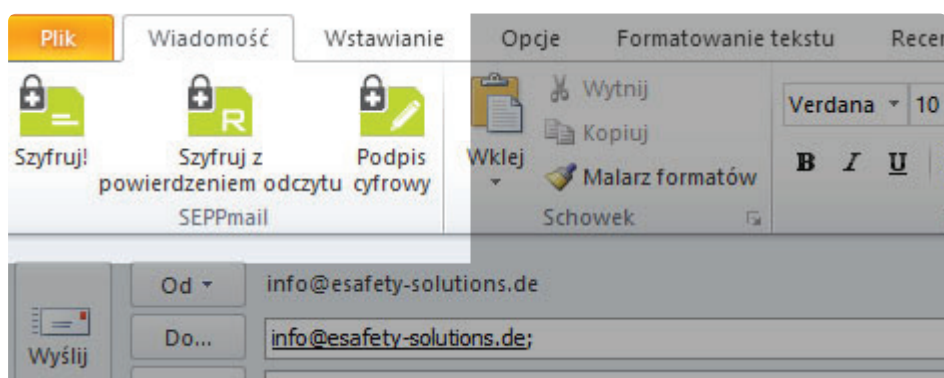 Plik Wiadomość Wstawianie Opcje Formatowanie tekstu Recen
Szyfruj! Szyfruj z Podpis Wklej Wytnij Verdana 10
powierdzeniem odczytu cyfrowy Kopiuj B I U
R Malarz formatów
SEPPmail Schowek
Od info@esafety-solutions.de
Do... info@esafety-solutions.de;
Wyślij